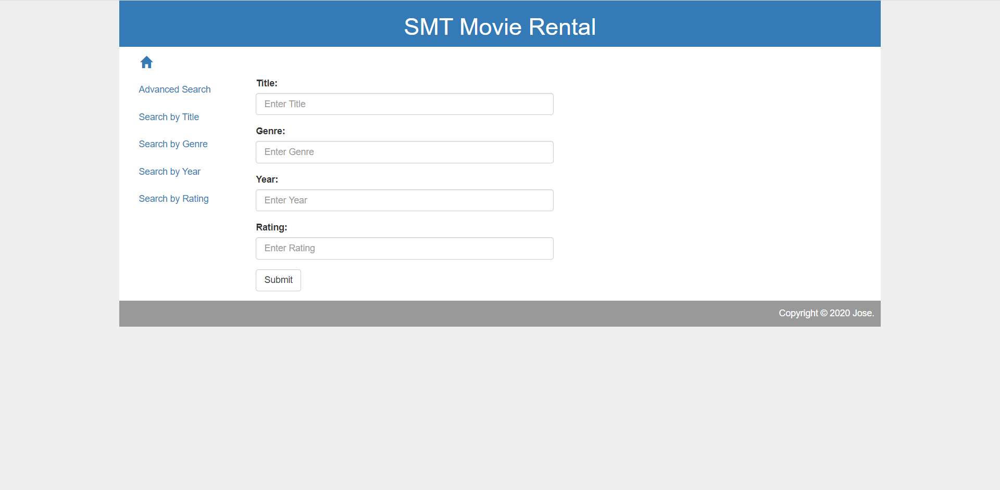 SMT Movie Rental
Advanced Search
Search by Title
Search by Genre
Search by Year
Search by Rating
Title:
Enter Title
Genre:
Enter Genre
Year:
Enter Year
Rating:
Enter Rating
Submit
Copyright © 2020 Jose.